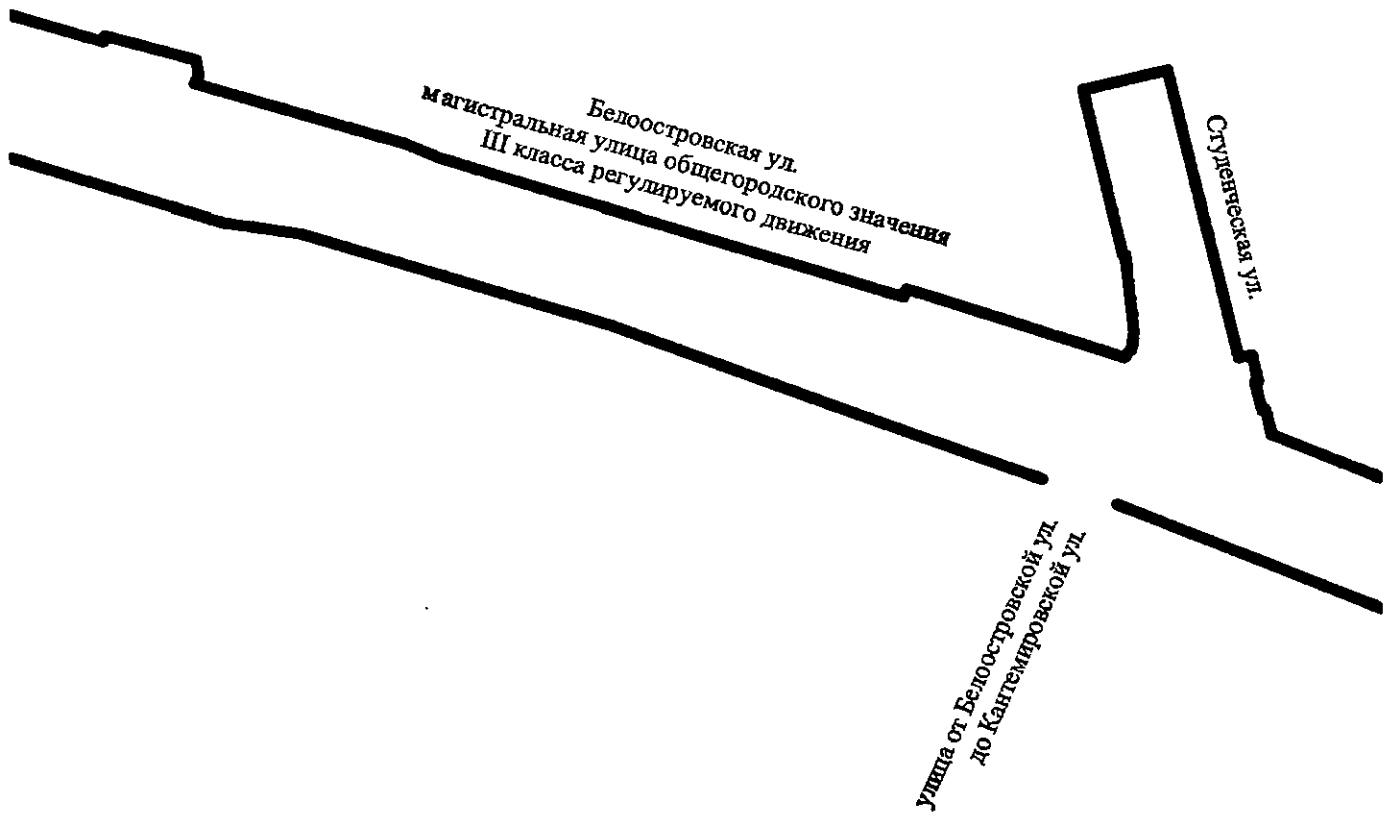 Белоостровская ул.
магистральная улица общегородского значения
III класса регулируемого движения
Студенческая ул.
улица от Белоостровской ул.
до Кантемировской ул.